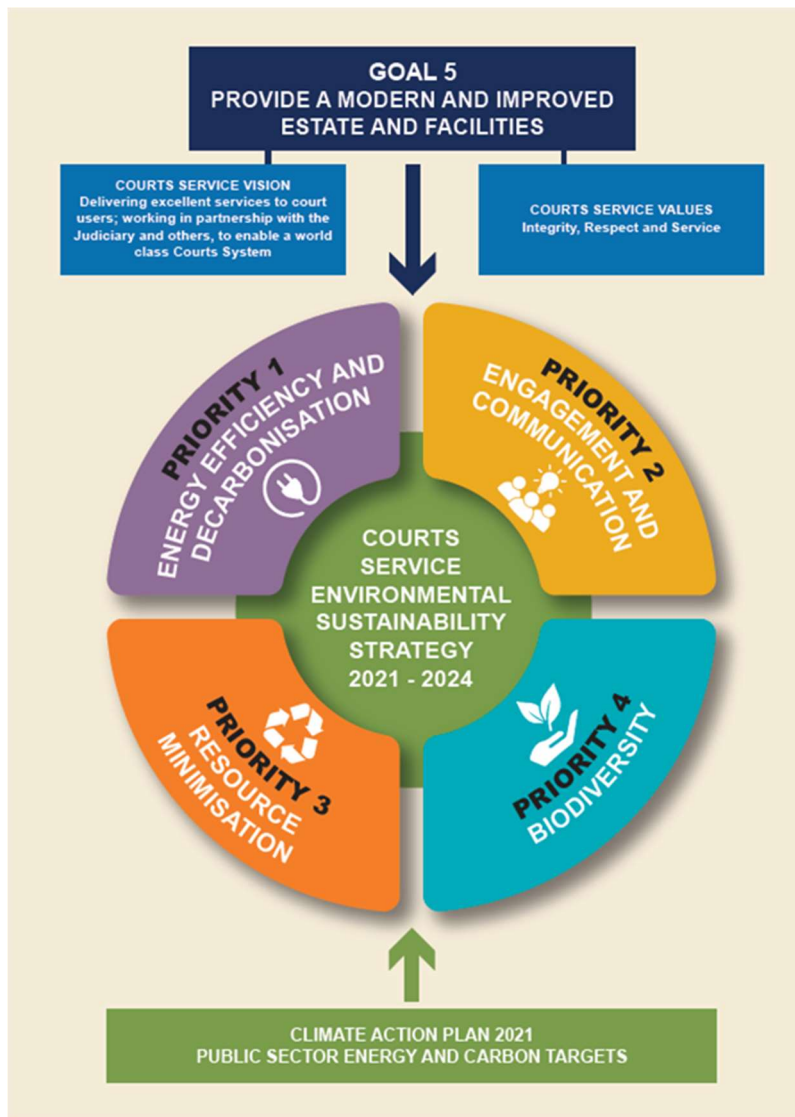 GOAL 5
PROVIDE A MODERN AND IMPROVED
ESTATE AND FACILITIES
COURTS SERVICE VISION
Delivering excellent services to court
users; working in partnership with the
Judiciary and others, to enable a world
class Courts System
COURTS SERVICE VALUES
Integrity, Respect and Service
PRIORITY 1
ENERGY EFFICIENCY AND
DECARBONISATION
PRIORITY 2
ENGAGEMENT AND
COMMUNICATION
COURTS
SERVICE
ENVIRONMENTAL
SUSTAINABILITY
STRATEGY
2021 - 2024
PRIORITY 3
RESOURCE
MINIMISATION
PRIORITY 4
BIODIVERSITY
CLIMATE ACTION PLAN 2021
PUBLIC SECTOR ENERGY AND CARBON TARGETS